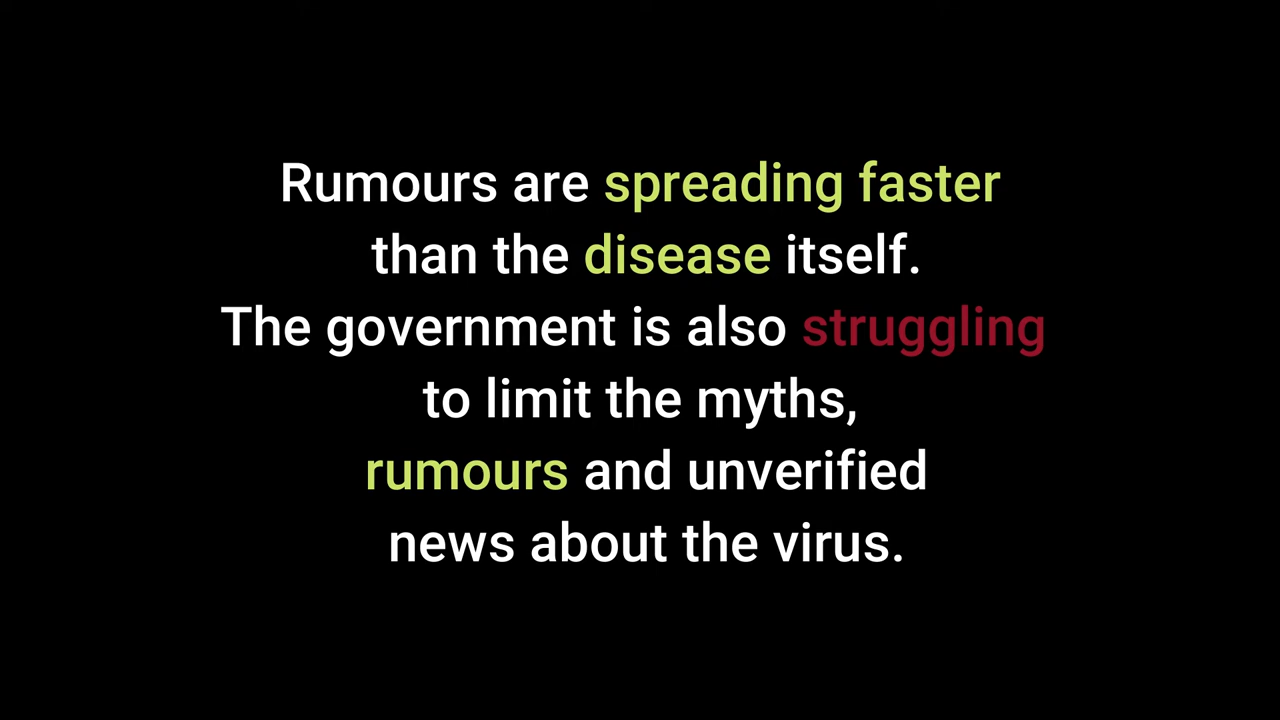 Rumours are spreading faster
than the disease itself.
The government is also struggling
to limit the myths,
rumours and unverified
news about the virus.